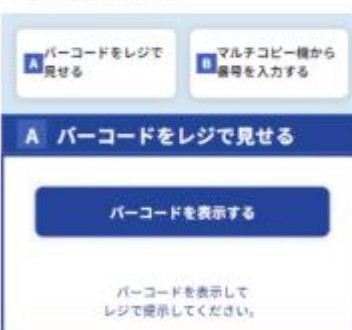 A バーコードをレジで
見せる
B マルチコピー機から
番号を入力する
A バーコードをレジで見せる
バーコードを表示する
バーコードを表示して
レジで提示してください。